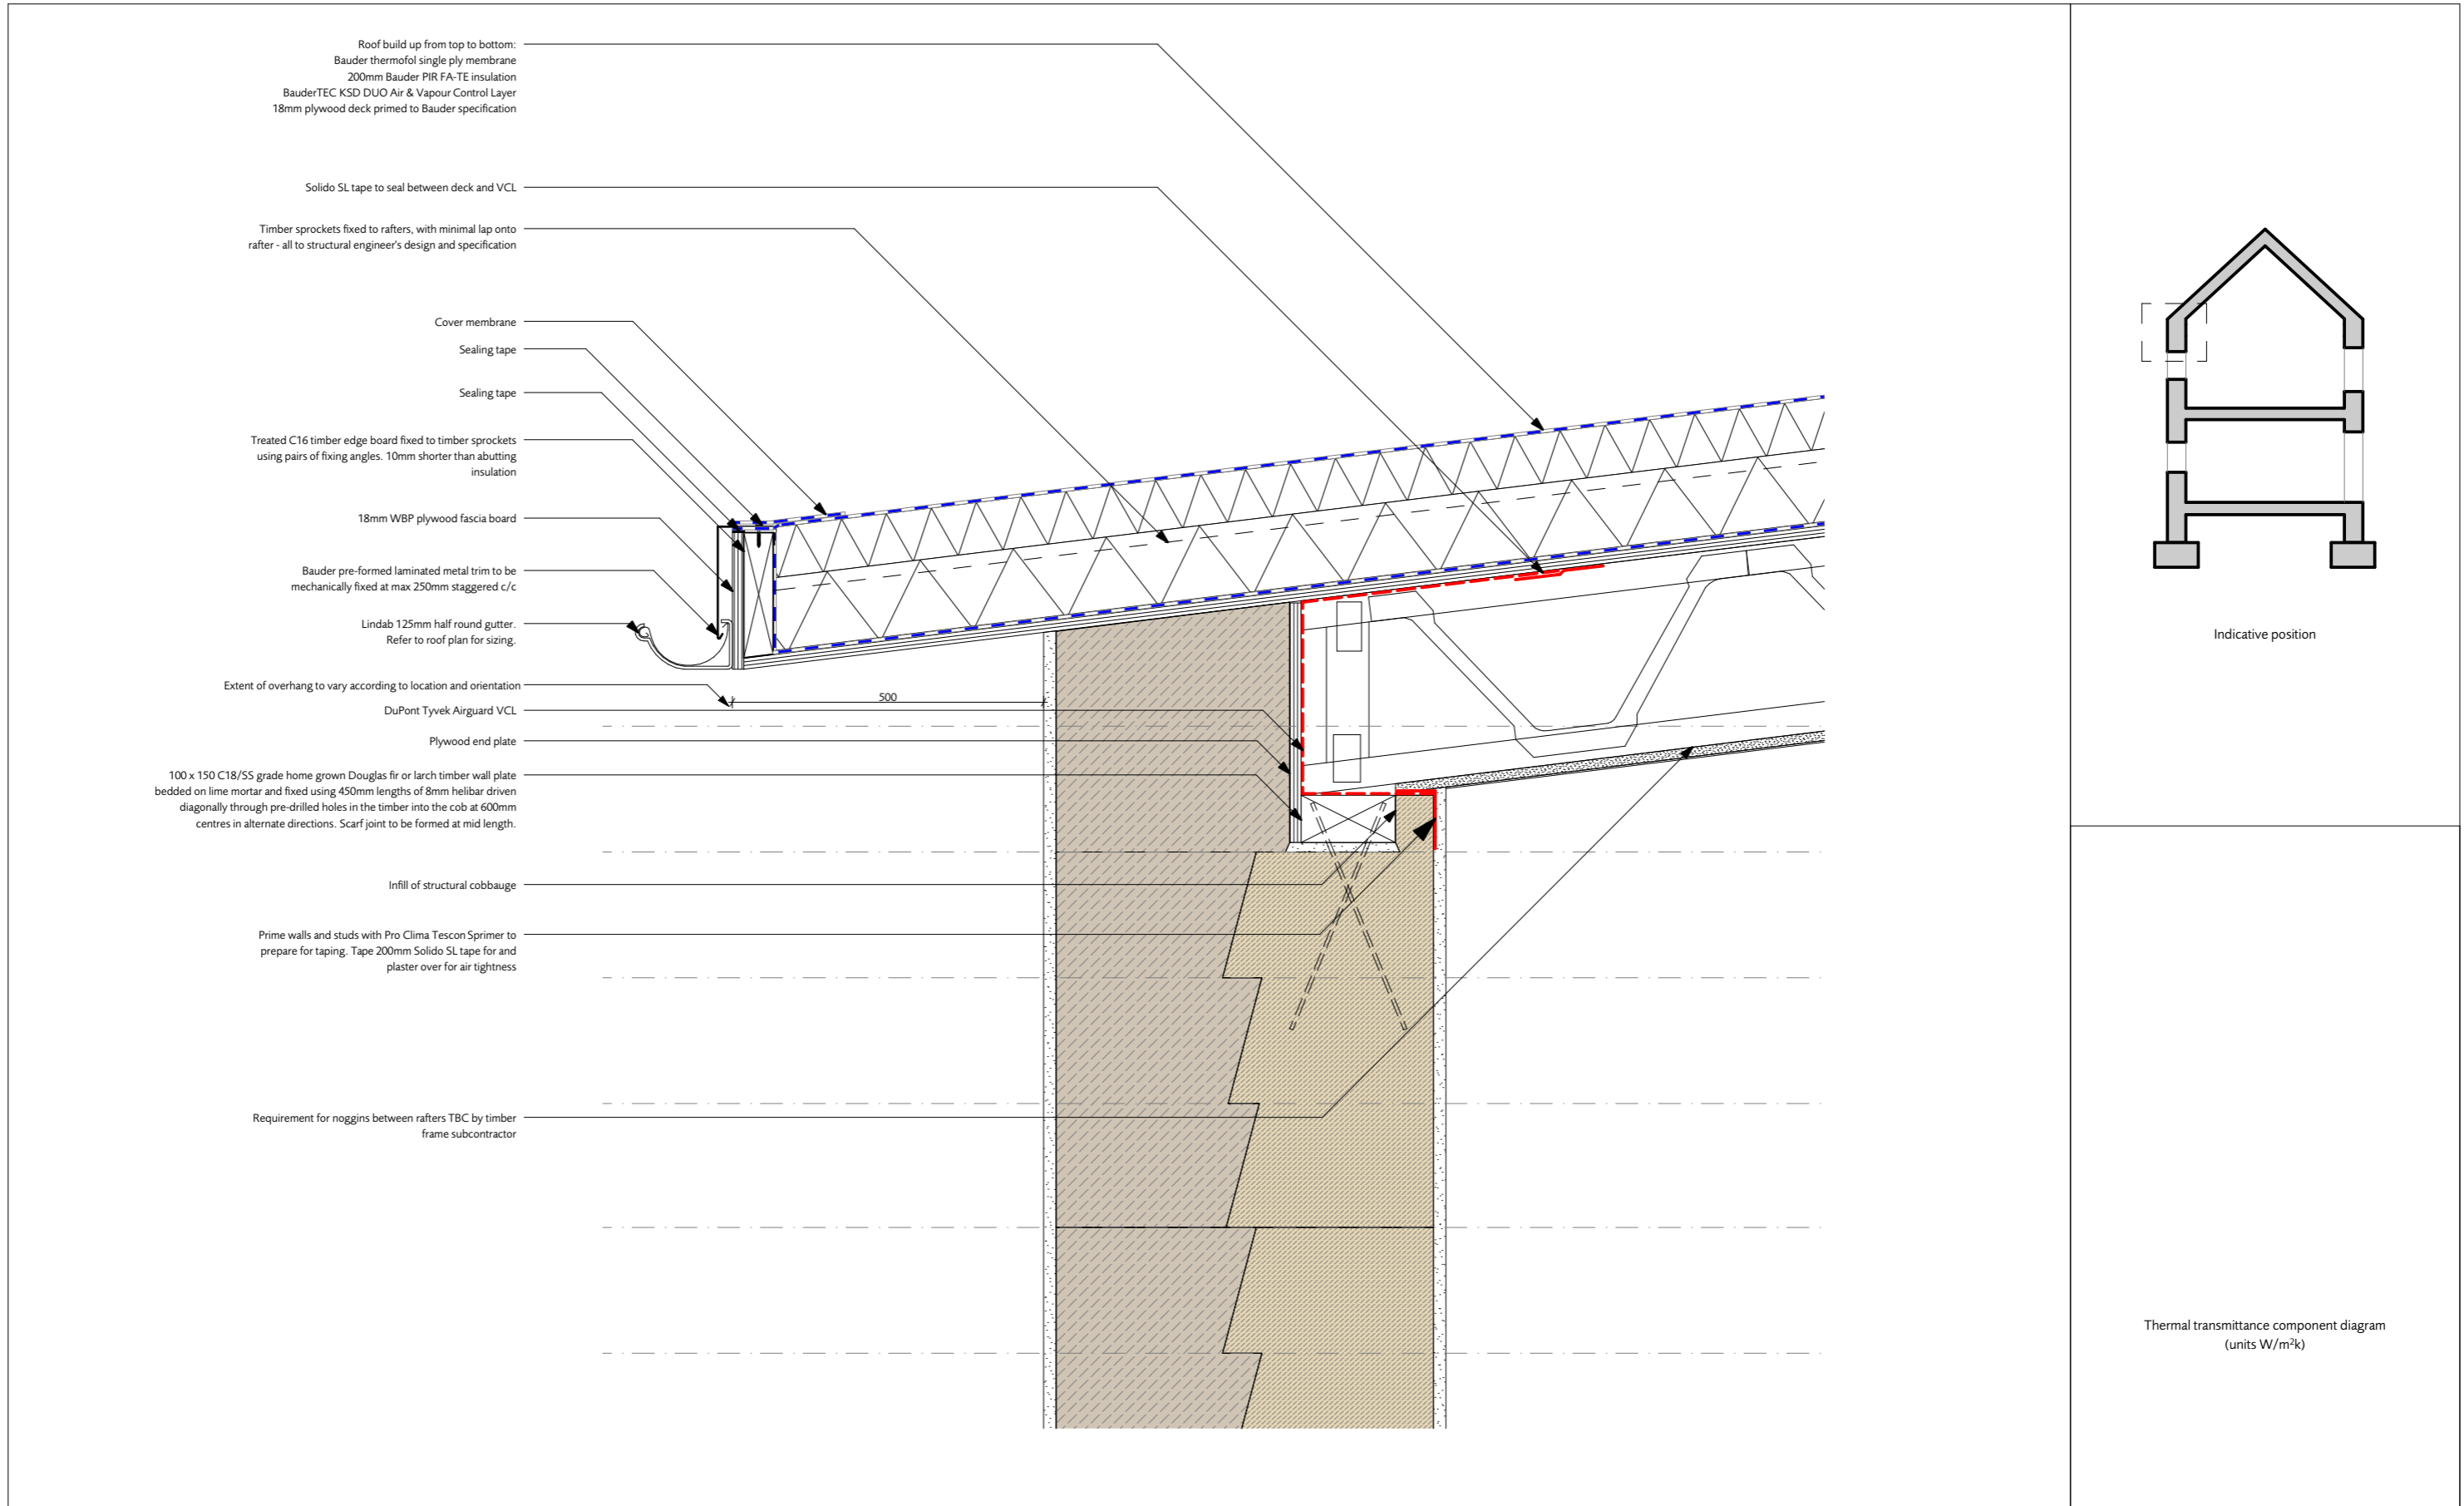 Roof build up from top to bottom:
Bauder thermofol single ply membrane
200mm Bauder PIR FA-TE insulation
BauderTEC KSD DUO Air & Vapour Control Layer
18mm plywood deck primed to Bauder specification
Solido SL tape to seal between deck and VCL
Timber sprockets fixed to rafters, with minimal lap onto
rafter - all to structural engineer's design and specification
Cover membrane
Sealing tape
Sealing tape
Treated C16 timber edge board fixed to timber sprockets
using pairs of fixing angles. 10mm shorter than abutting
insulation
18mm WBP plywood fascia board
Bauder pre-formed laminated metal trim to be
mechanically fixed at max 250mm staggered c/c
Lindab 125mm half round gutter.
Refer to roof plan for sizing.
Extent of overhang to vary according to location and orientation
500
DuPont Tyvek Airguard VCL
Plywood end plate
100 x 150 C18/SS grade home grown Douglas fir or larch timber wall plate
bedded on lime mortar and fixed using 450mm lengths of 8mm helibar driven
diagonally through pre-drilled holes in the timber into the cob at 600mm
centres in alternate directions. Scarf joint to be formed at mid length.
Infill of structural cobbauge
Prime walls and studs with Pro Clima Tescon Sprimer to
prepare for taping. Tape 200mm Solido SL tape for and
plaster over for air tightness
Requirement for noggins between rafters TBC by timber
frame subcontractor
Indicative position
Thermal transmittance component diagram
(units W/m²k)